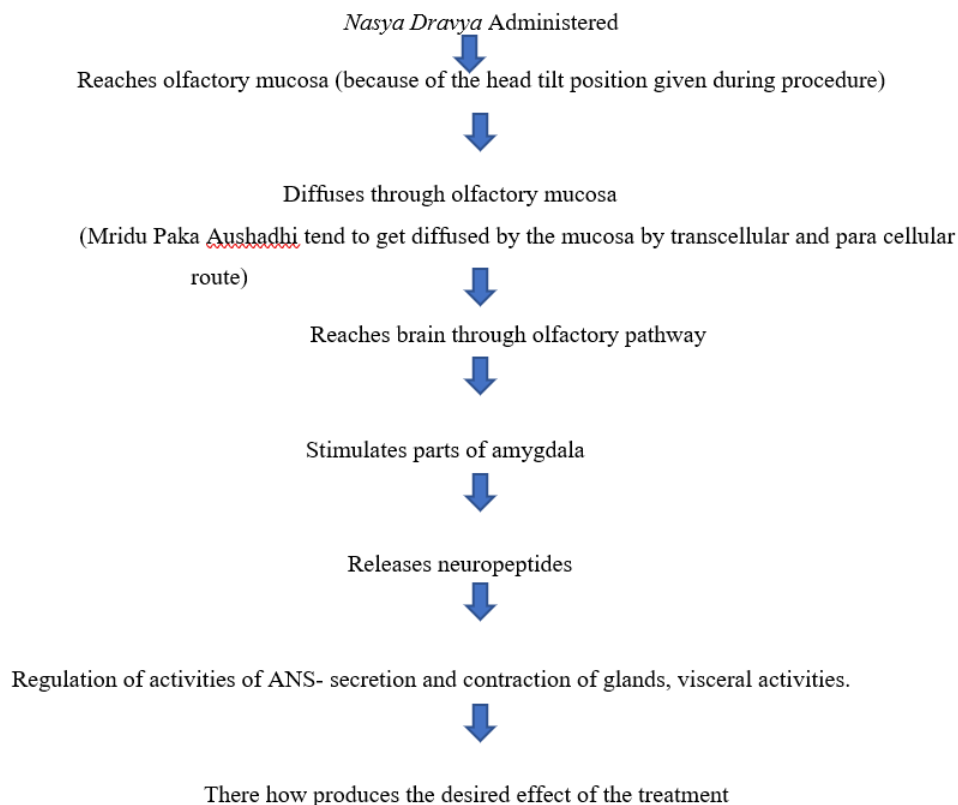 Nasya Dravya Administered
Reaches olfactory mucosa (because of the head tilt position given during procedure)
Diffuses through olfactory mucosa
(Mridu Paka Aushadhi tend to get diffused by the mucosa by transcellular and para cellular
route)
Reaches brain through olfactory pathway
Stimulates parts of amygdala
Releases neuropeptides
Regulation of activities of ANS- secretion and contraction of glands, visceral activities.
There how produces the desired effect of the treatment